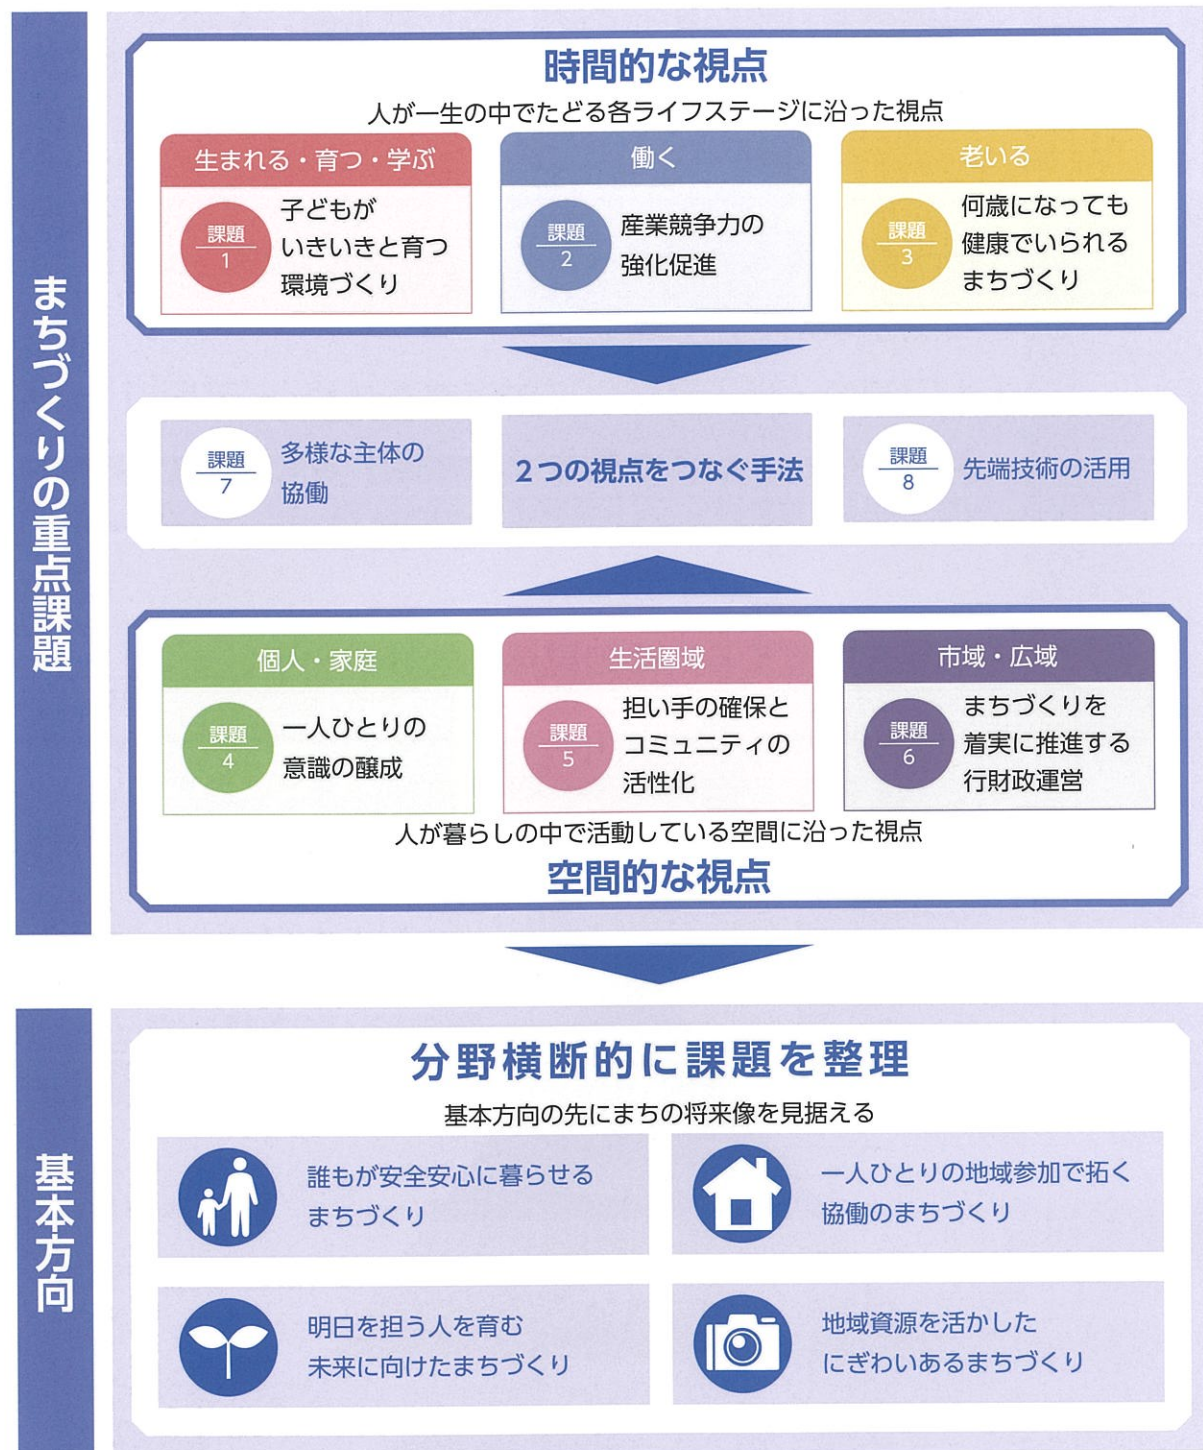 まちづくりの重点課題
時間的な視点
人が一生の中でたどる各ライフステージに沿った視点
生まれる・育つ・学ぶ
課題
1
子どもが
いきいきと育つ
環境づくり
働く
課題
2
産業競争力の
強化促進
老いる
課題
3
何歳になっても
健康でいられる
まちづくり
課題
7
多様な主体の
協働
2つの視点をつなぐ手法
課題
8
先端技術の活用
個人・家庭
課題
4
一人ひとりの
意識の醸成
生活圏域
課題
5
担い手の確保と
コミュニティの
活性化
市域・広域
課題
6
まちづくりを
着実に推進する
行財政運営
人が暮らしの中で活動している空間に沿った視点
空間的な視点
基本方向
分野横断的に課題を整理
基本方向の先にまちの将来像を見据える
誰もが安全安心に暮らせる
まちづくり
一人ひとりの地域参加で拓く
協働のまちづくり
明日を担う人を育む
未来に向けたまちづくり
地域資源を活かした
にぎわいあるまちづくり